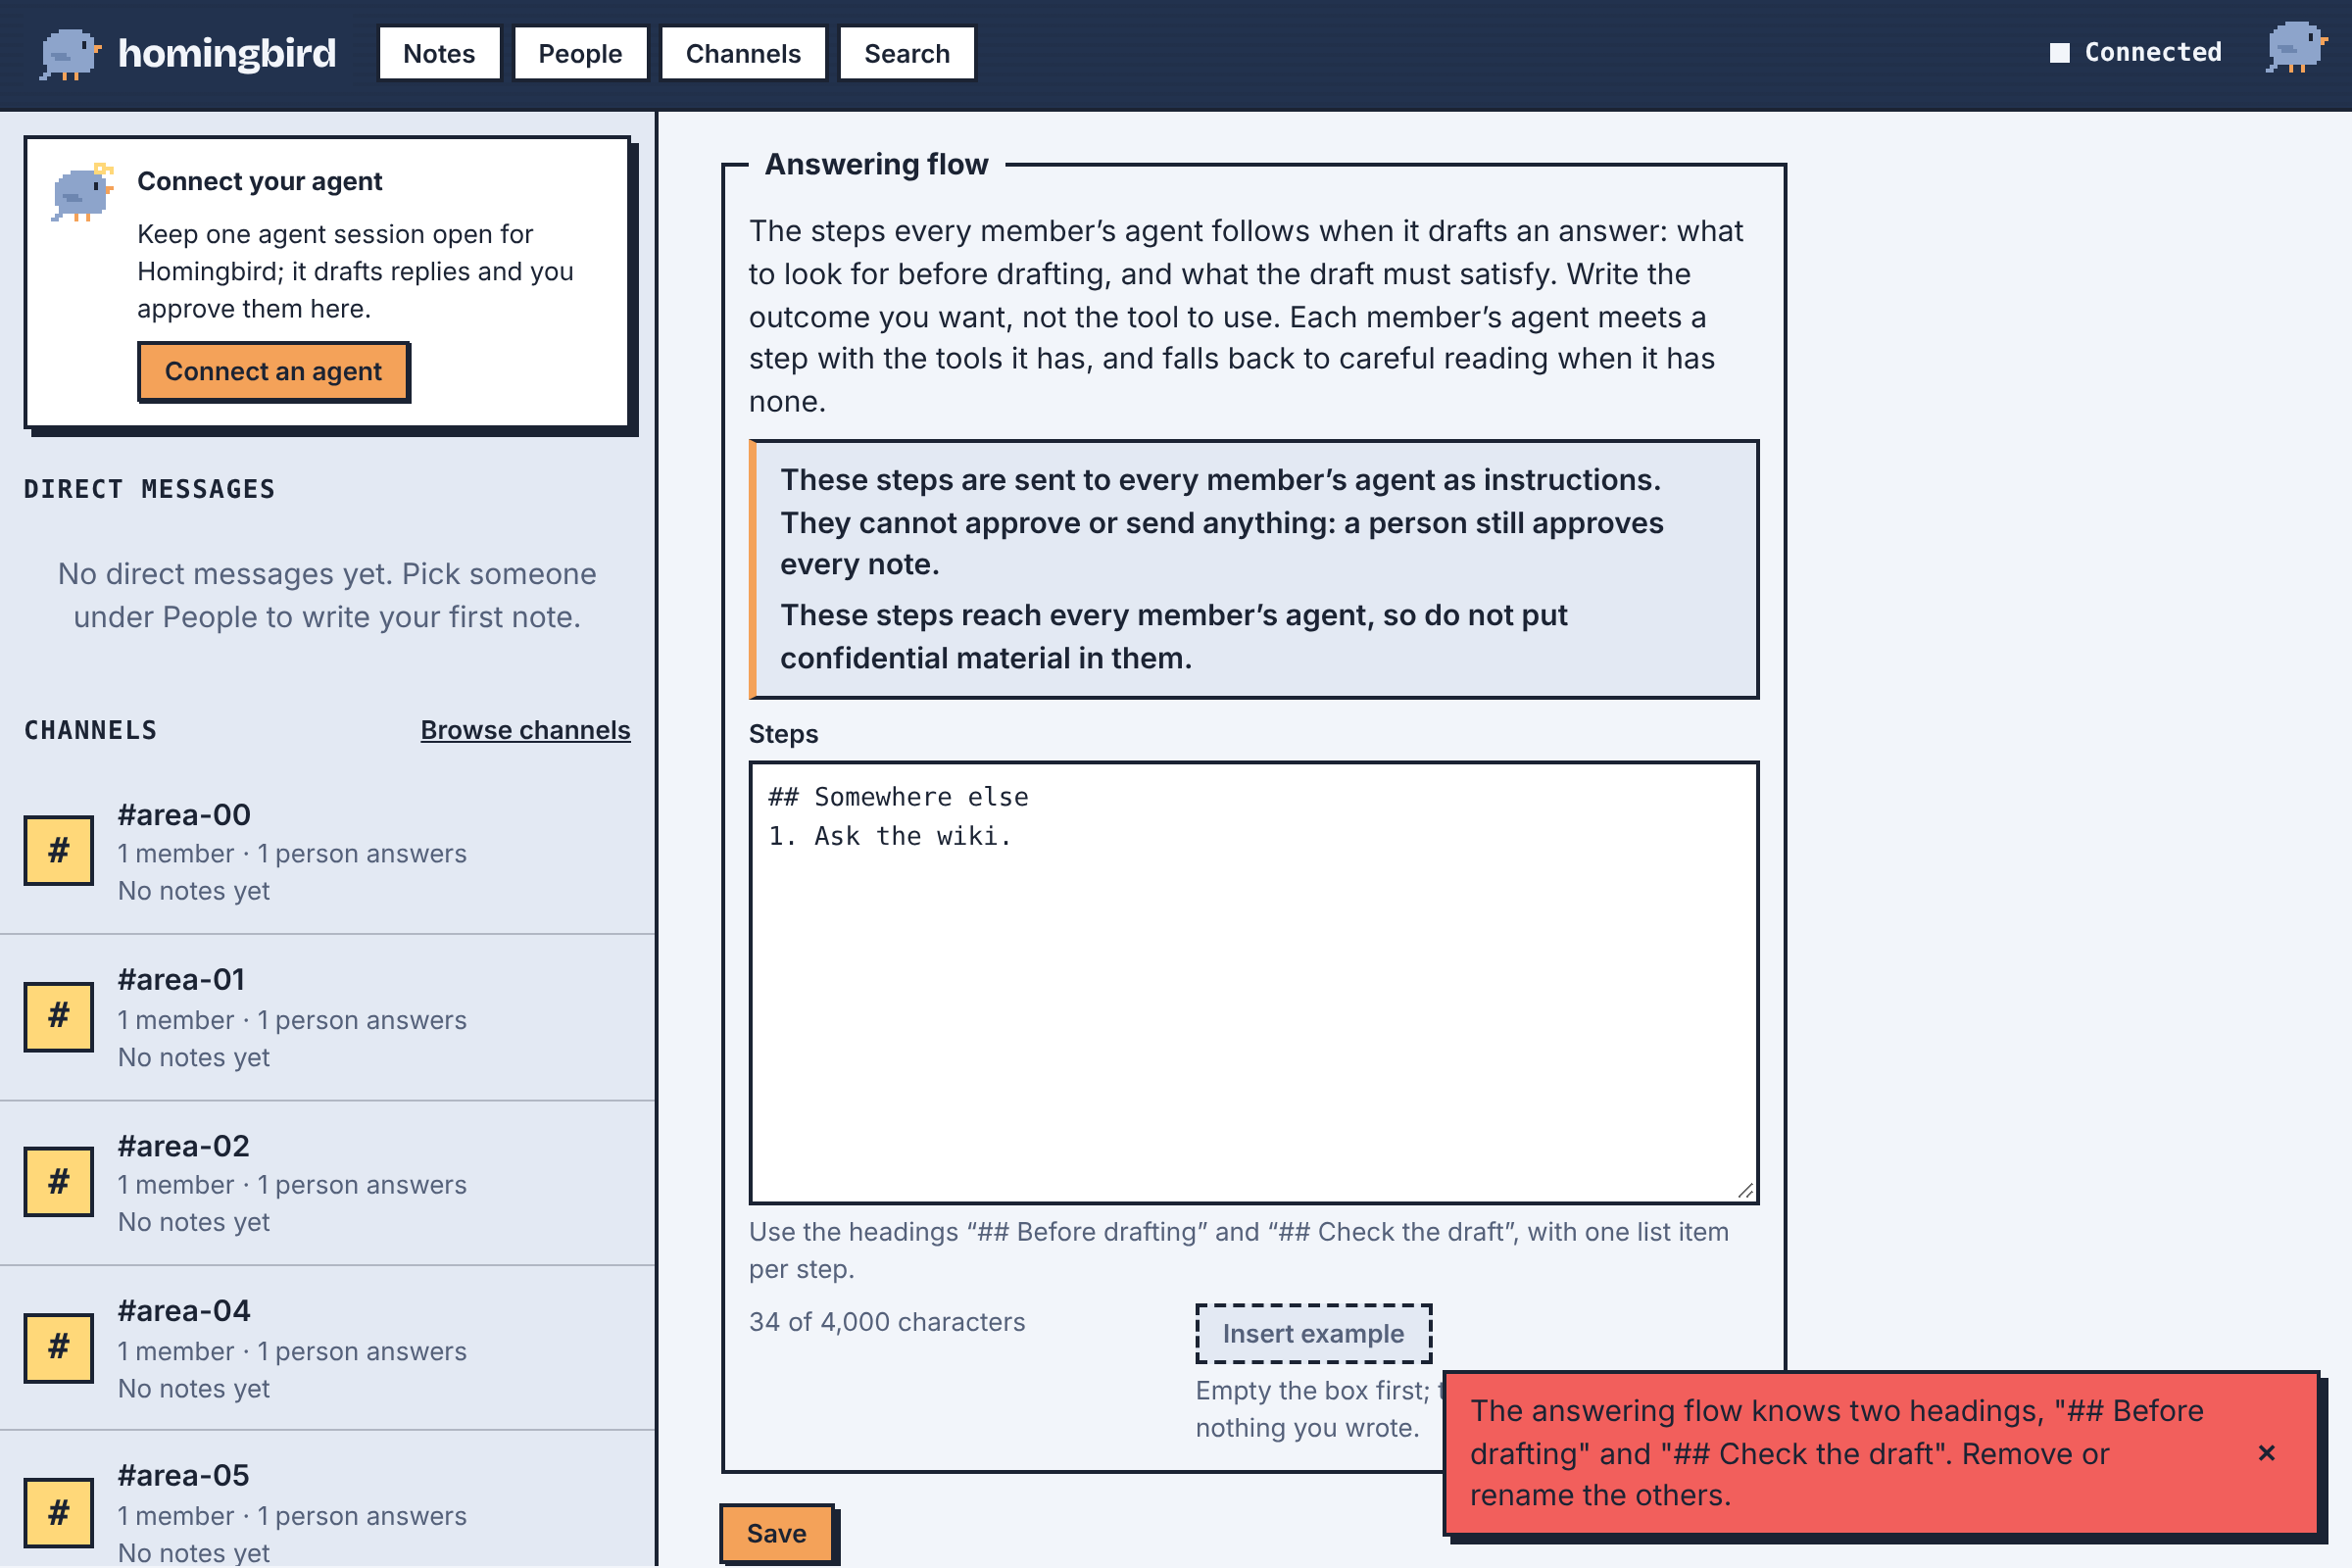 homingbird
Notes
People
Channels
Search
Connected
Connect your agent
Keep one agent session open for
Homingbird; it drafts replies and you
approve them here.
Connect an agent
DIRECT MESSAGES
No direct messages yet. Pick someone
under People to write your first note.
CHANNELS
Browse channels
#
#area-00
1 member · 1 person answers
No notes yet
#
#area-01
1 member · 1 person answers
No notes yet
#
#area-02
1 member · 1 person answers
No notes yet
#
#area-04
1 member · 1 person answers
No notes yet
#
#area-05
1 member · 1 person answers
No notes yet
Answering flow
The steps every member’s agent follows when it drafts an answer: what
to look for before drafting, and what the draft must satisfy. Write the
outcome you want, not the tool to use. Each member’s agent meets a
step with the tools it has, and falls back to careful reading when it has
none.
These steps are sent to every member’s agent as instructions.
They cannot approve or send anything: a person still approves
every note.
These steps reach every member’s agent, so do not put
confidential material in them.
Steps
## Somewhere else
1. Ask the wiki.
Use the headings “## Before drafting” and “## Check the draft”, with one list item
per step.
34 of 4,000 characters
Insert example
Empty the box first;
nothing you wrote.
Save
The answering flow knows two headings, "## Before
drafting" and "## Check the draft". Remove or
rename the others.
×